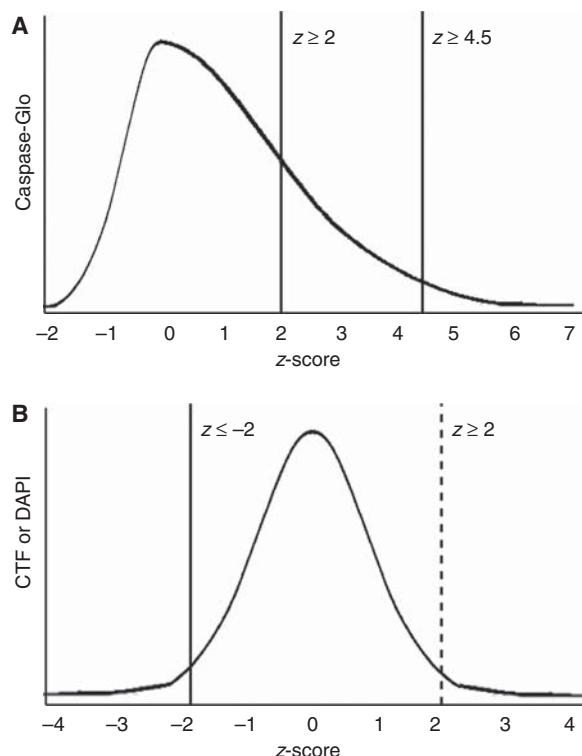 A
z ≥ 2
z ≥ 4.5
Caspase-Glo
–2 –1 0 1 2 3 4 5 6 7
z-score
B
z ≤ –2
z ≥ 2
CTF or DAPI
–4 –3 –2 –1 0 1 2 3 4
z-score